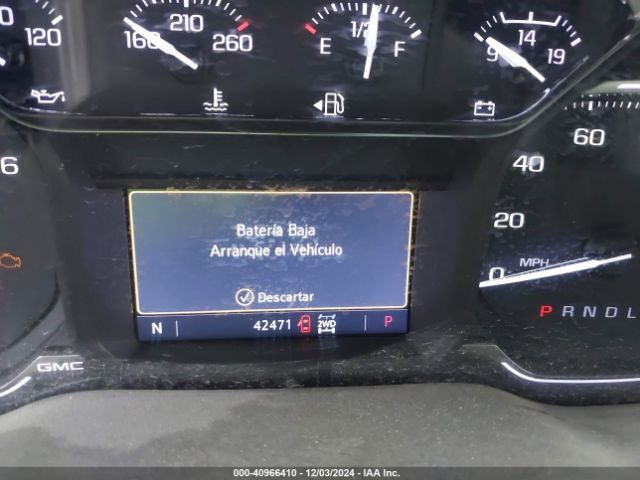 0 120
160 210 260
E 1/2 F
9 14 19
6
60
40
20
0 MPH
Batería Baja
Arranque el Vehículo
Descartar
N 42471 2WD P
P R N D L
GMC
000-40966410 - 12/03/2024 - IAA Inc.